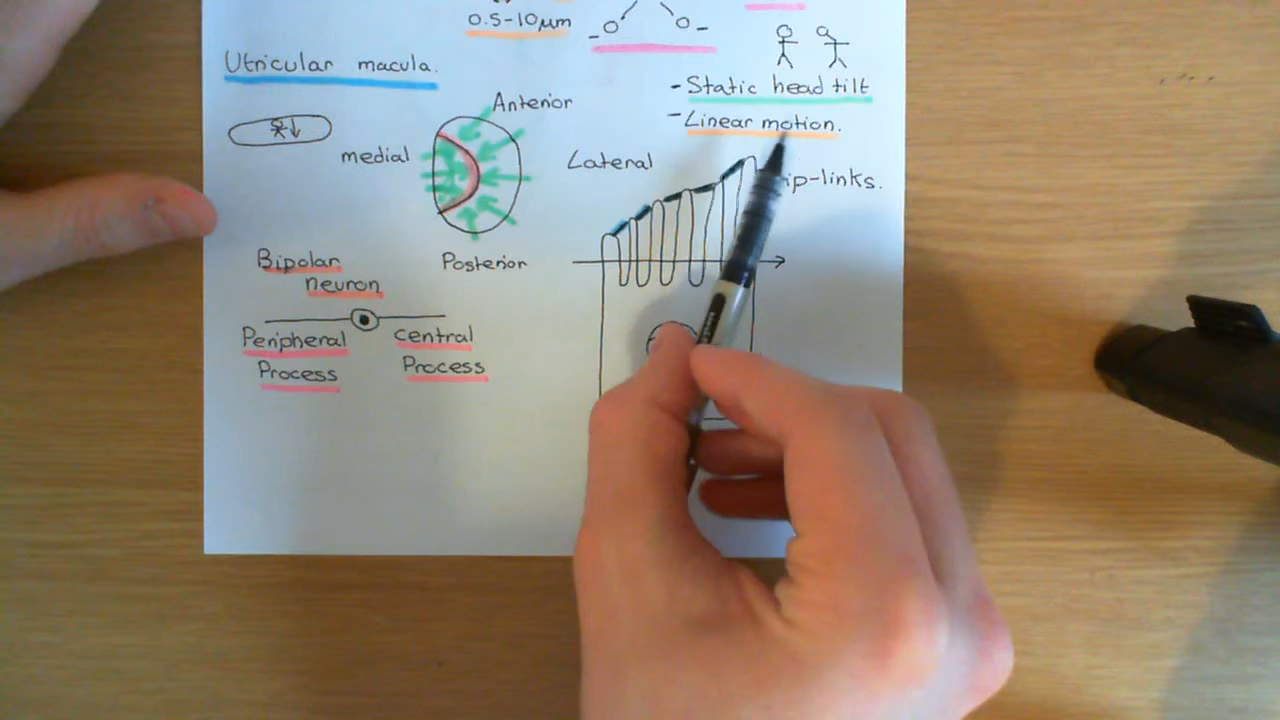 0.5-10µm
- O O -
Utricular macula.
- Static head tilt
- Linear motion.
Anterior
medial
Lateral
ip-links.
Bipolar
neuron
Posterior
Peripheral
Process
central
Process